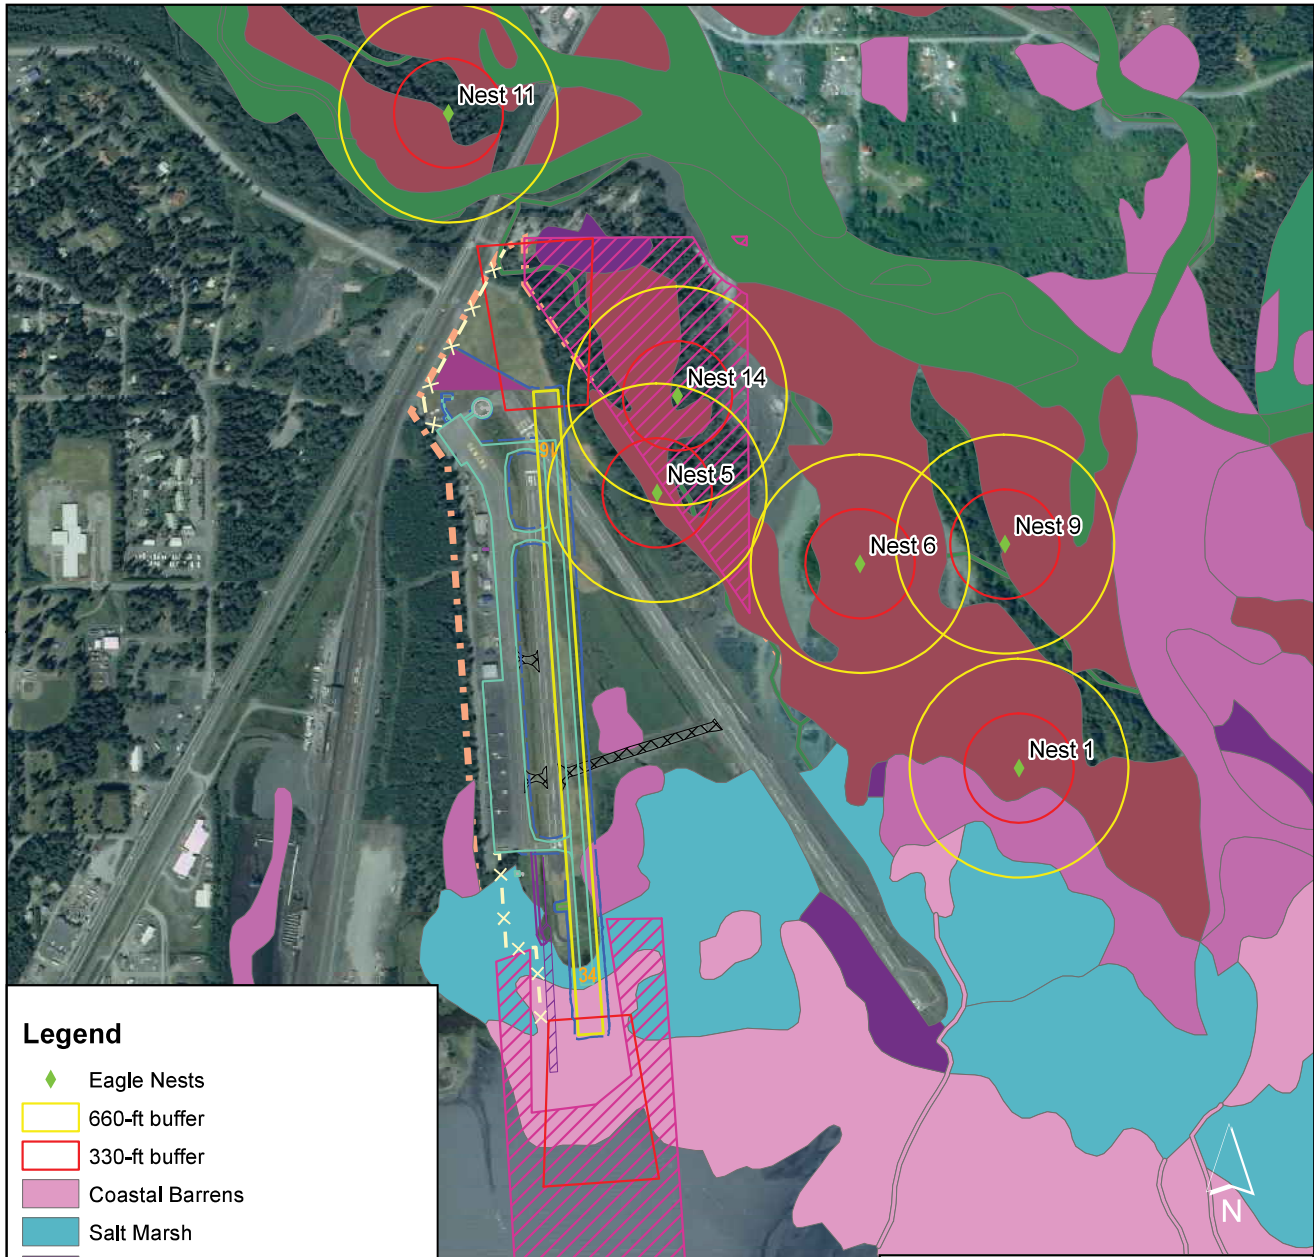 Nest 11
Nest 14
Nest 5
Nest 6
Nest 9
Nest 1
16
34
Legend
Eagle Nests
660-ft buffer
330-ft buffer
Coastal Barrens
Salt Marsh
N